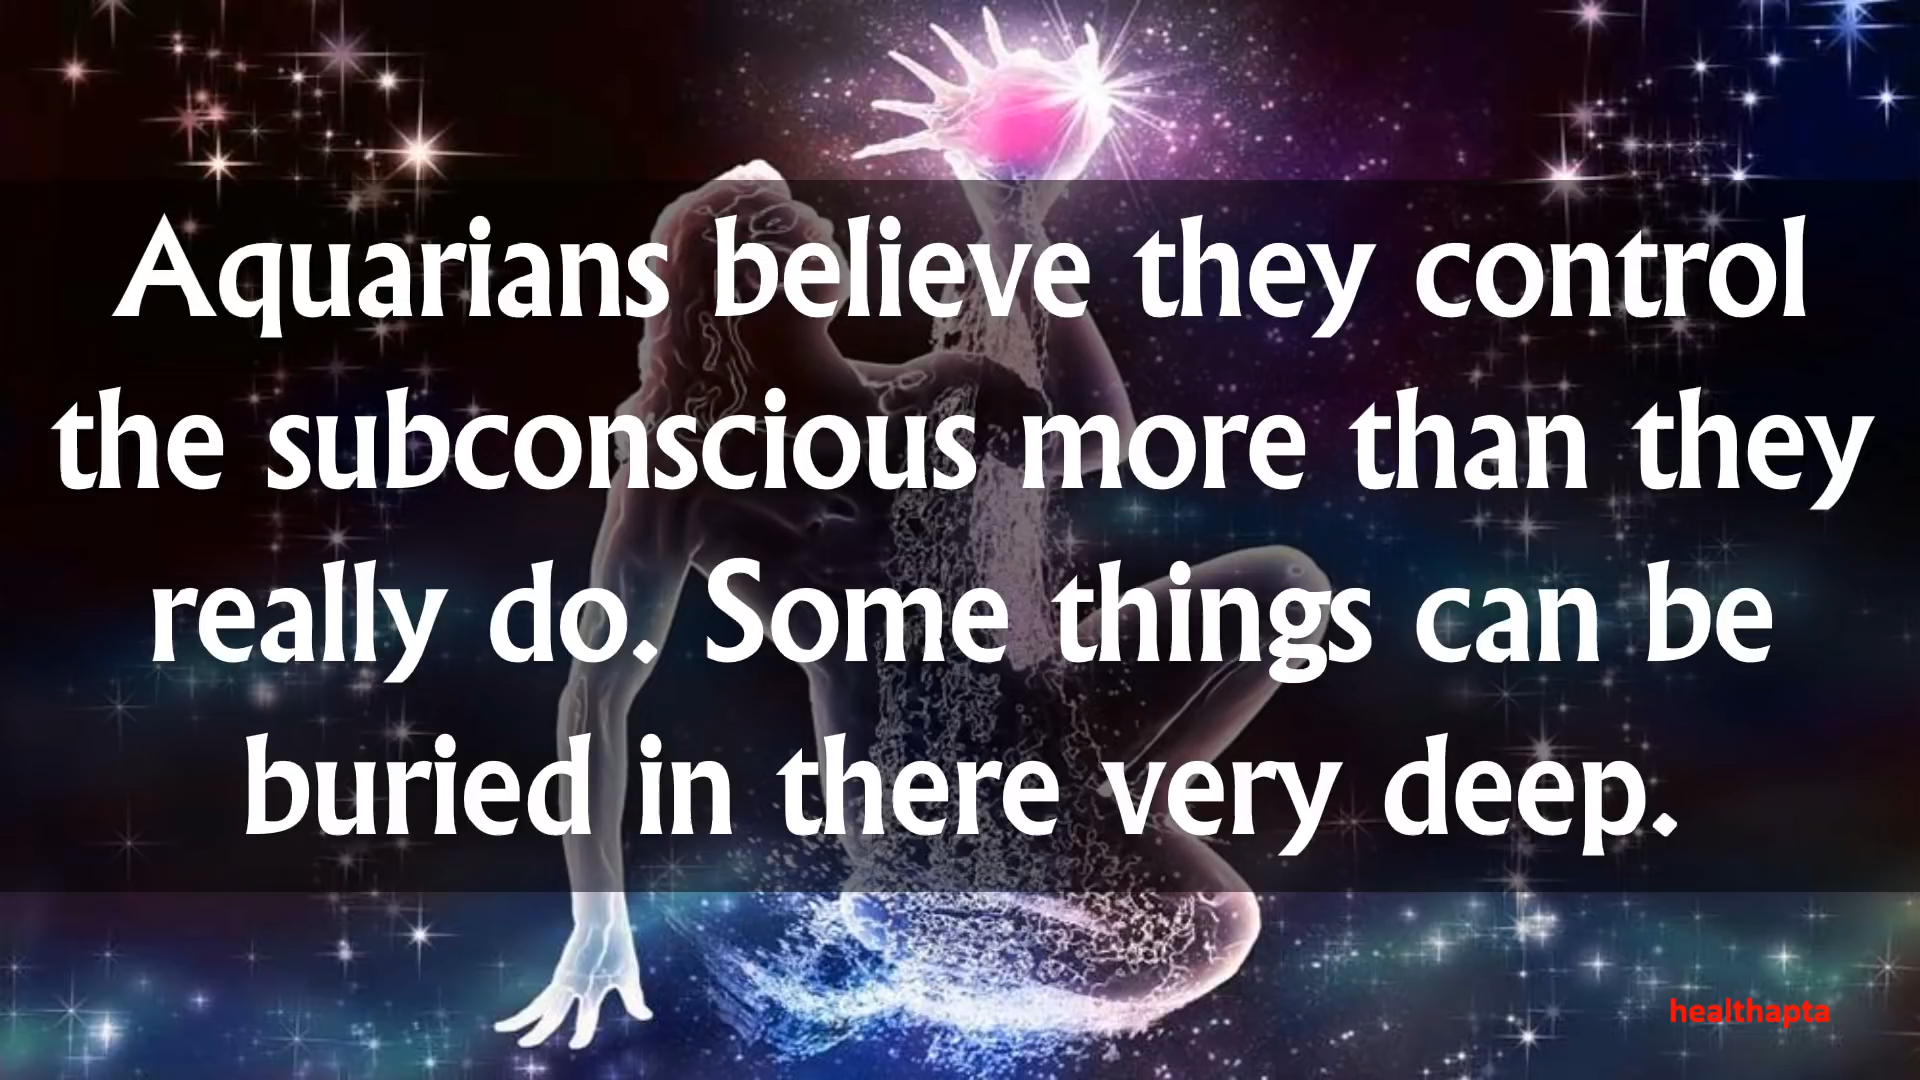 Aquarians believe they control
the subconscious more than they
really do. Some things can be
buried in there very deep.
healthapta